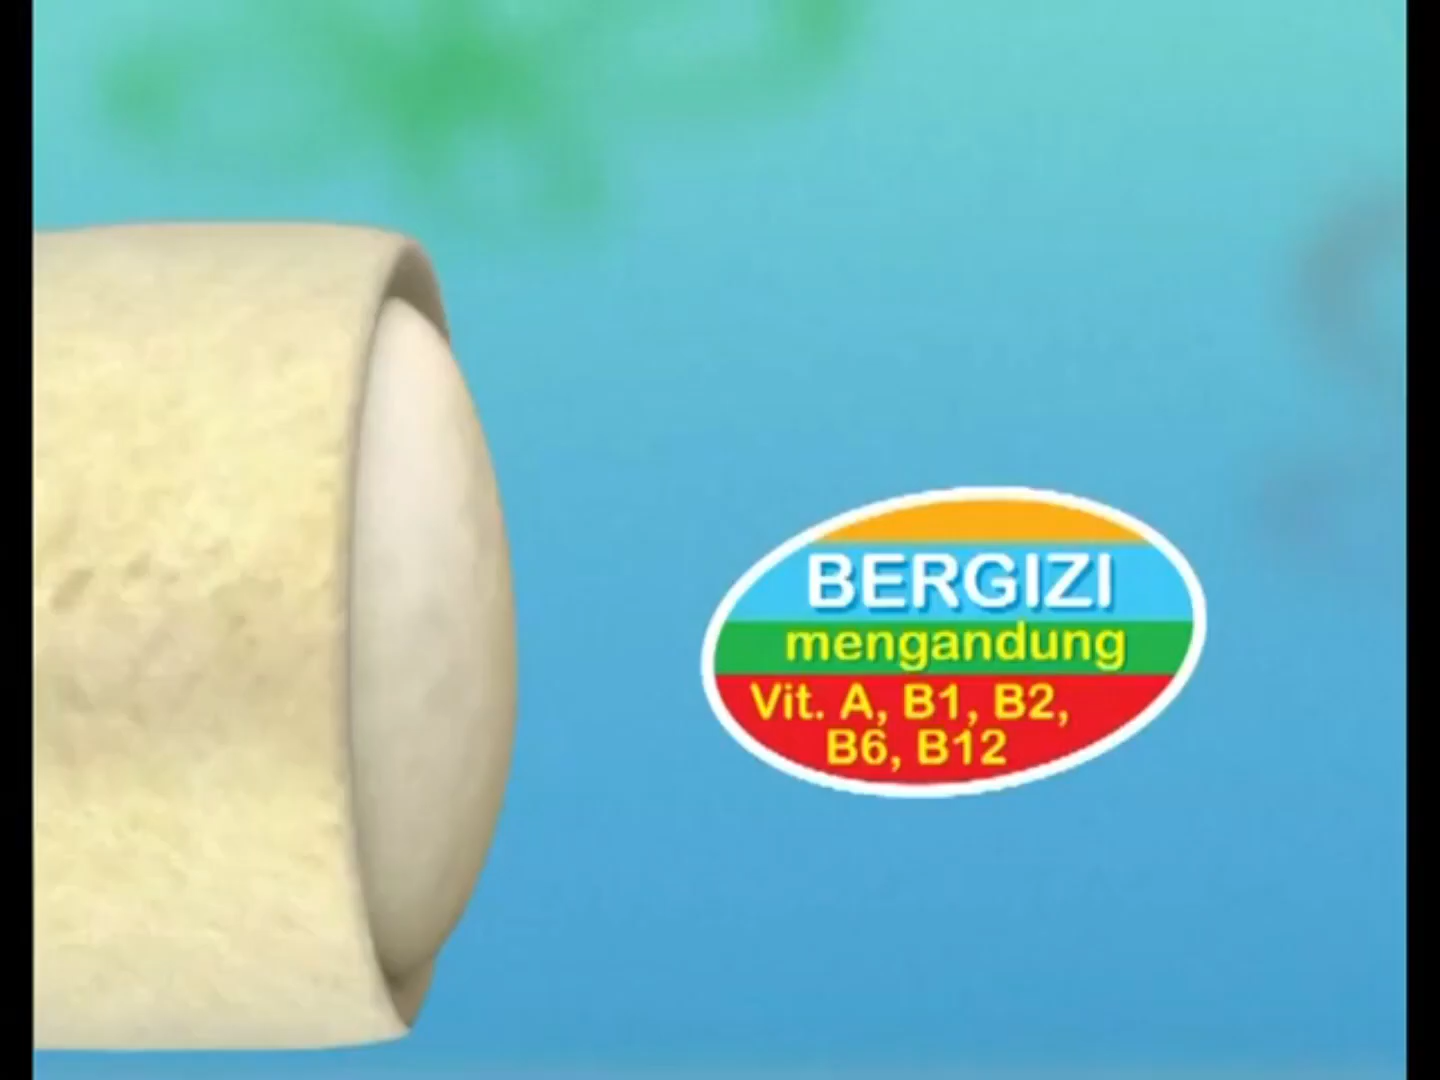 BERGIZI
mengandung
Vit. A, B1, B2,
B6, B12